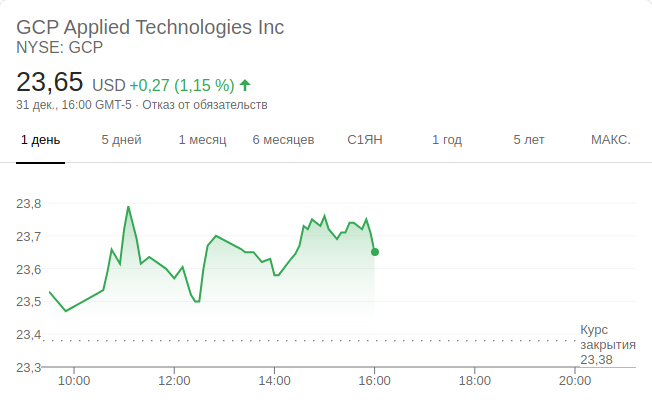 GCP Applied Technologies Inc
NYSE: GCP
23,65 USD +0,27 (1,15 %)
31 дек., 16:00 GMT-5 · Отказ от обязательств
1 день 5 дней 1 месяц 6 месяцев С1ЯН 1 год 5 лет МАКС.
23,8
23,7
23,6
23,5
23,4
23,3
Курс
закрытия
23,38
10:00 12:00 14:00 16:00 18:00 20:00